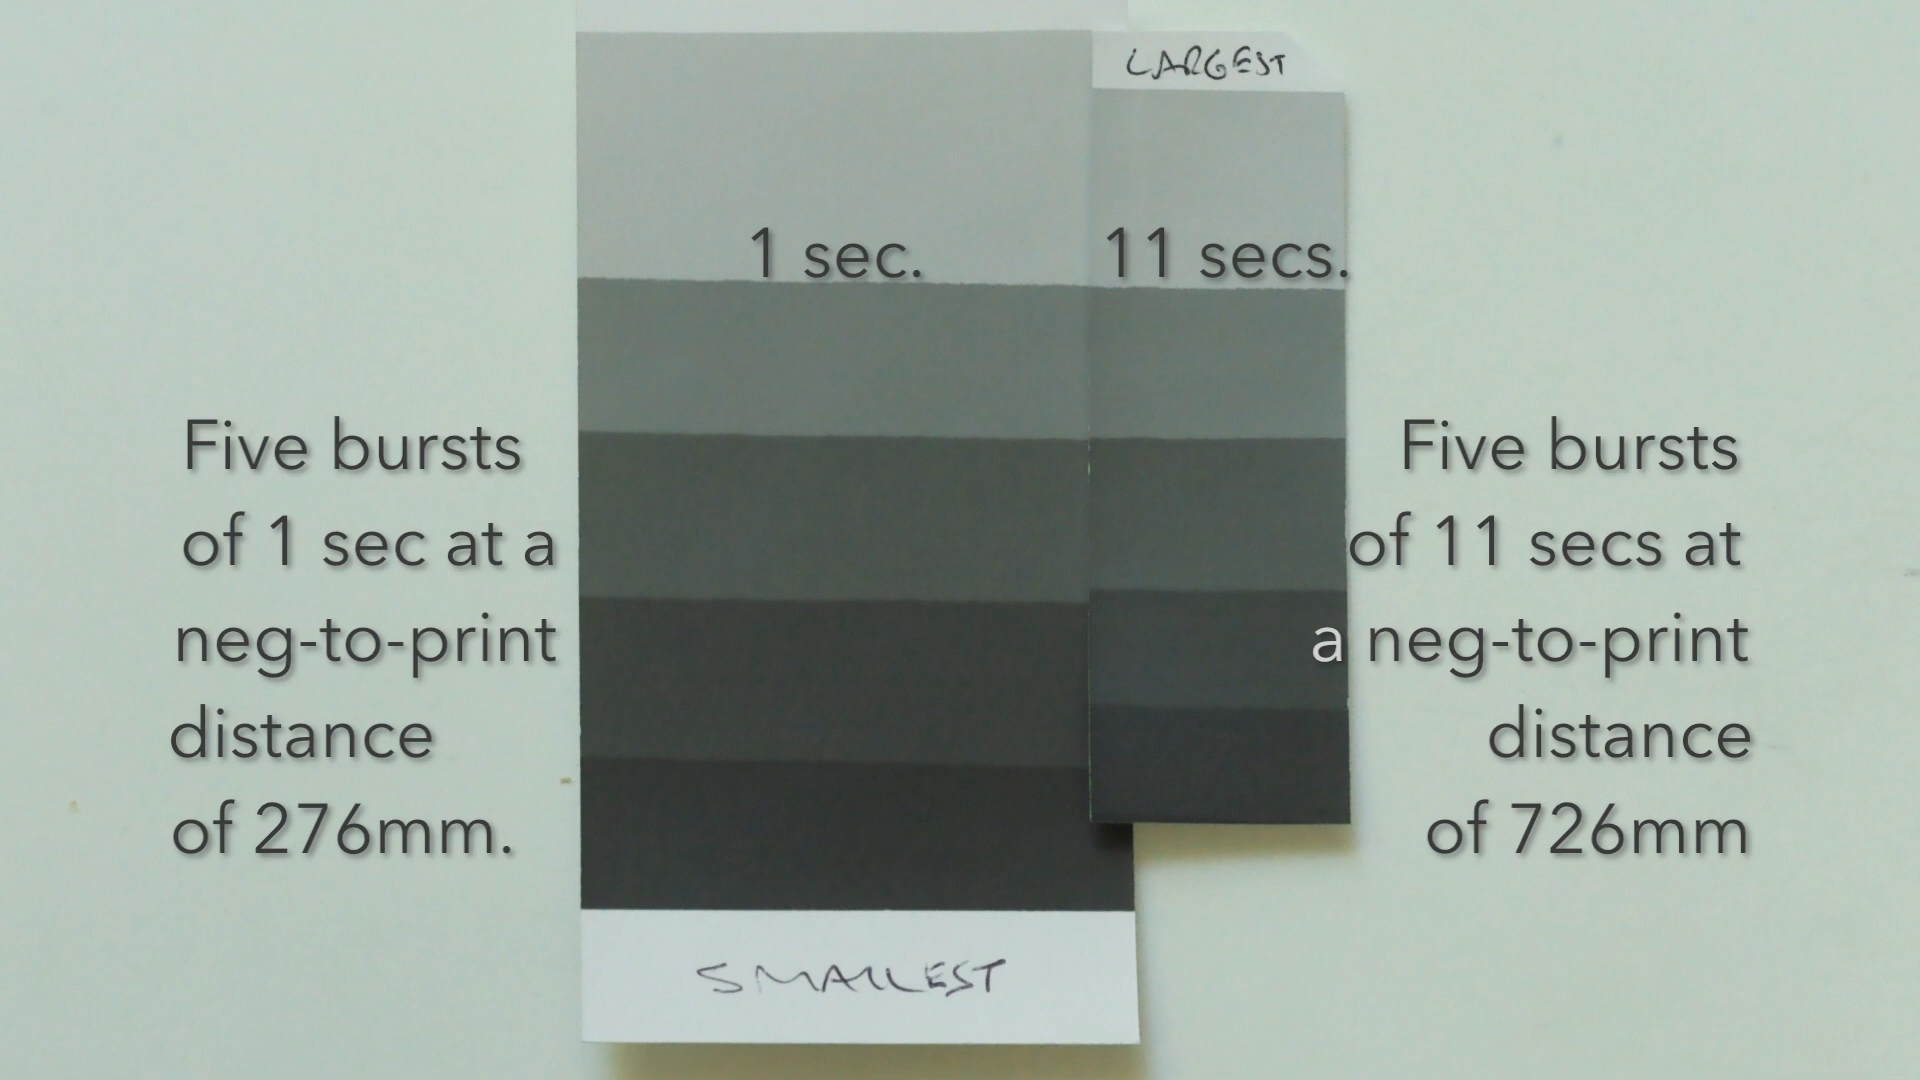 LARGEST
1 sec.
11 secs.
Five bursts
of 1 sec at a
neg-to-print
distance
of 276mm.
Five bursts
of 11 secs at
a neg-to-print
distance
of 726mm
SMALLEST